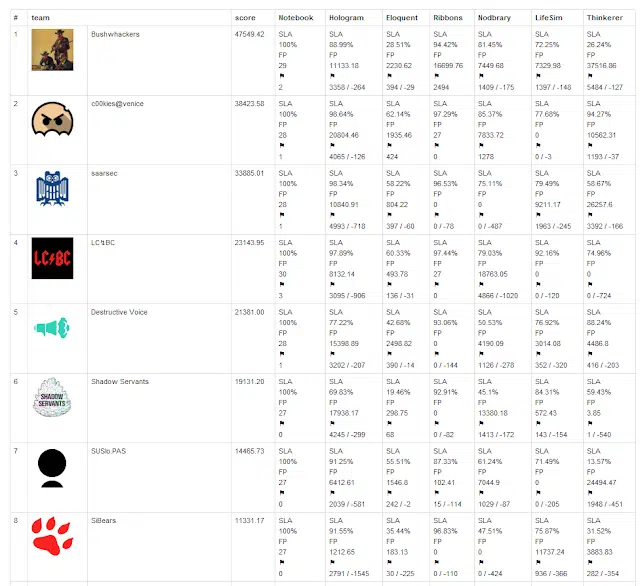 # team score Notebook Hologram Eloquent Ribbons Nodbrary LifeSim Thinkerer
1 Bushwhackers 47549.42 SLA SLA SLA SLA SLA SLA SLA
100% 88.99% 28.51% 94.42% 81.45% 72.25% 26.24%
FP FP FP FP FP FP FP
29 11133.18 2230.62 16699.76 7449.68 7329.98 37516.86
⚑ ⚑ ⚑ ⚑ ⚑ ⚑ ⚑
2 3358 / -264 394 / -29 2494 1409 / -175 1397 / -148 5484 / -127
2 c00kies@venice 38423.58 SLA SLA SLA SLA SLA SLA SLA
100% 98.64% 62.14% 97.29% 85.37% 77.68% 94.27%
FP FP FP FP FP FP FP
28 20804.46 1935.46 27 7833.72 0 10562.31
⚑ ⚑ ⚑ ⚑ ⚑ ⚑ ⚑
1 4065 / -126 424 0 1278 0 / -3 1193 / -37
3 saarsec 33885.01 SLA SLA SLA SLA SLA SLA SLA
100% 98.34% 58.22% 96.53% 75.11% 79.49% 58.67%
FP FP FP FP FP FP FP
28 10840.91 804.22 0 0 9211.17 26257.6
⚑ ⚑ ⚑ ⚑ ⚑ ⚑ ⚑
1 4993 / -718 397 / -60 0 / -78 0 / -487 1963 / -245 3392 / -166
4 LC/BC LC↯BC 23143.95 SLA SLA SLA SLA SLA SLA SLA
100% 97.89% 60.33% 97.44% 79.03% 92.16% 74.96%
FP FP FP FP FP FP FP
30 8132.14 493.78 27 18763.05 0 0
⚑ ⚑ ⚑ ⚑ ⚑ ⚑ ⚑
3 3095 / -906 136 / -31 0 4866 / -1020 0 / -120 0 / -724
5 Destructive Voice 21381.00 SLA SLA SLA SLA SLA SLA SLA
100% 77.22% 42.68% 93.06% 50.53% 76.92% 88.24%
FP FP FP FP FP FP FP
28 15398.89 2498.82 0 4190.09 3014.08 4486.8
⚑ ⚑ ⚑ ⚑ ⚑ ⚑ ⚑
1 3202 / -207 390 / -14 0 / -144 1126 / -278 352 / -320 416 / -203
6 SHADOW SERVANTS Shadow Servants 19131.20 SLA SLA SLA SLA SLA SLA SLA
100% 69.83% 19.46% 92.91% 45.1% 84.31% 59.43%
FP FP FP FP FP FP FP
27 17938.17 298.75 0 13380.18 572.43 3.85
⚑ ⚑ ⚑ ⚑ ⚑ ⚑ ⚑
0 4245 / -299 68 0 / -82 1413 / -172 143 / -154 1 / -540
7 SUSlo.PAS 14465.73 SLA SLA SLA SLA SLA SLA SLA
100% 91.25% 55.51% 87.33% 61.24% 71.49% 13.57%
FP FP FP FP FP FP FP
27 6412.61 1546.8 102.41 7044.9 0 24494.47
⚑ ⚑ ⚑ ⚑ ⚑ ⚑ ⚑
0 2039 / -581 242 / -2 15 / -114 1029 / -87 0 / -205 1948 / -451
8 SiBears 11331.17 SLA SLA SLA SLA SLA SLA SLA
100% 91.55% 35.44% 96.83% 47.51% 75.87% 31.52%
FP FP FP FP FP FP FP
27 1212.65 183.13 0 0 11737.24 3883.83
⚑ ⚑ ⚑ ⚑ ⚑ ⚑ ⚑
0 2791 / -1545 30 / -225 0 / -110 0 / -424 936 / -366 282 / -354